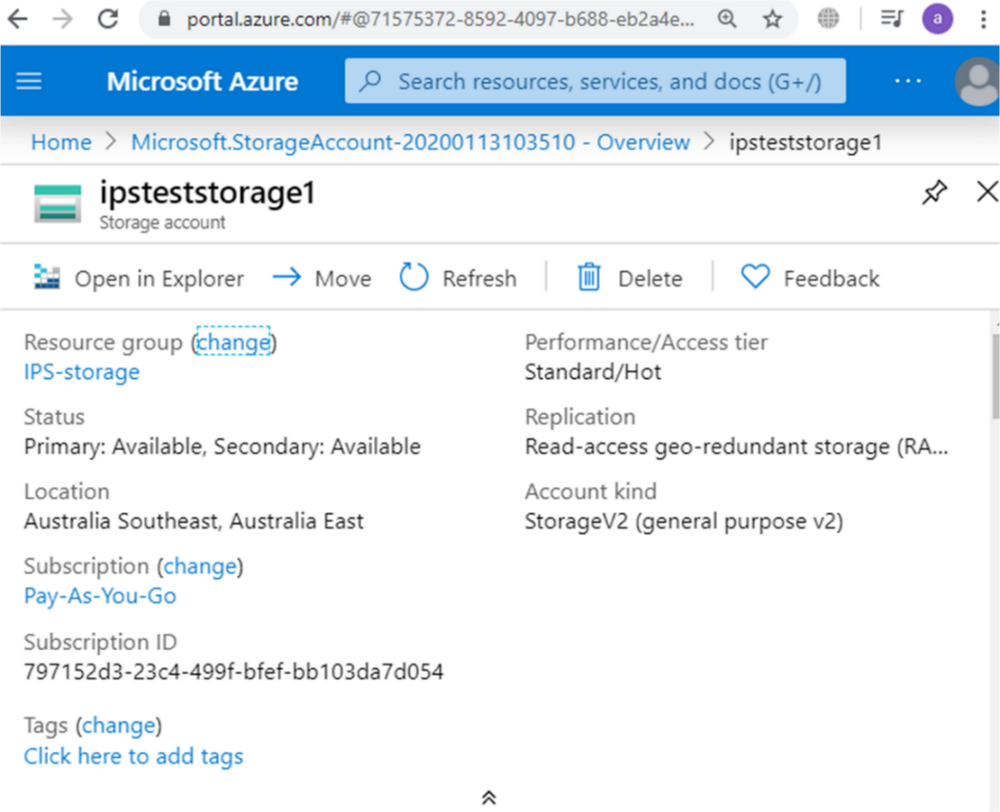 portal.azure.com/#@71575372-8592-4097-b688-eb2a4e...
a
Microsoft Azure
Search resources, services, and docs (G+/)
...
Home > Microsoft.StorageAccount-20200113103510 - Overview > ipsteststorage1
ipsteststorage1
Storage account
Open in Explorer
Move
Refresh
Delete
Feedback
Resource group (change)
IPS-storage
Status
Primary: Available, Secondary: Available
Location
Australia Southeast, Australia East
Subscription (change)
Pay-As-You-Go
Subscription ID
797152d3-23c4-499f-bfef-bb103da7d054
Tags (change)
Click here to add tags
Performance/Access tier
Standard/Hot
Replication
Read-access geo-redundant storage (RA...
Account kind
StorageV2 (general purpose v2)